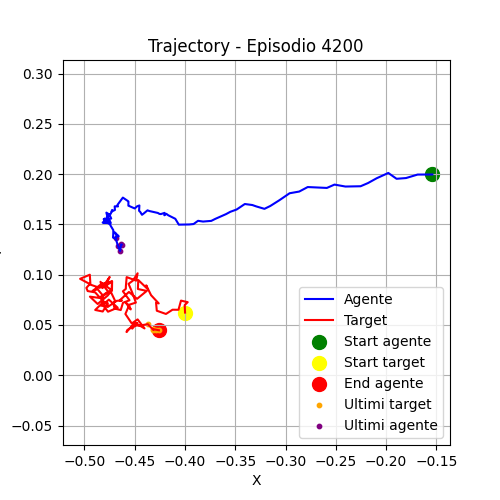 Trajectory - Episodio 4200
0.30
0.25
0.20
0.15
0.10
0.05
0.00
−0.05
−0.50 −0.45 −0.40 −0.35 −0.30 −0.25 −0.20 −0.15
X
Agente
Target
Start agente
Start target
End agente
Ultimi target
Ultimi agente